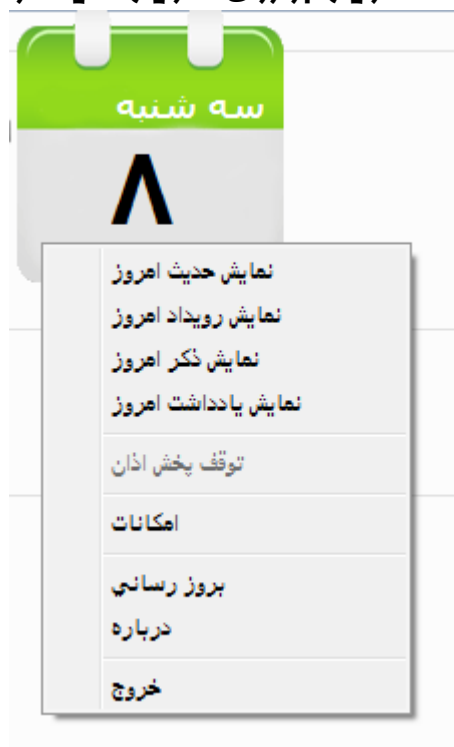 سه شنبه
۸
نمایش حدیث امروز
نمایش رویداد امروز
نمایش ذکر امروز
نمایش یادداشت امروز
توقف پخش اذان
امکانات
بروز رساني
درباره
خروج